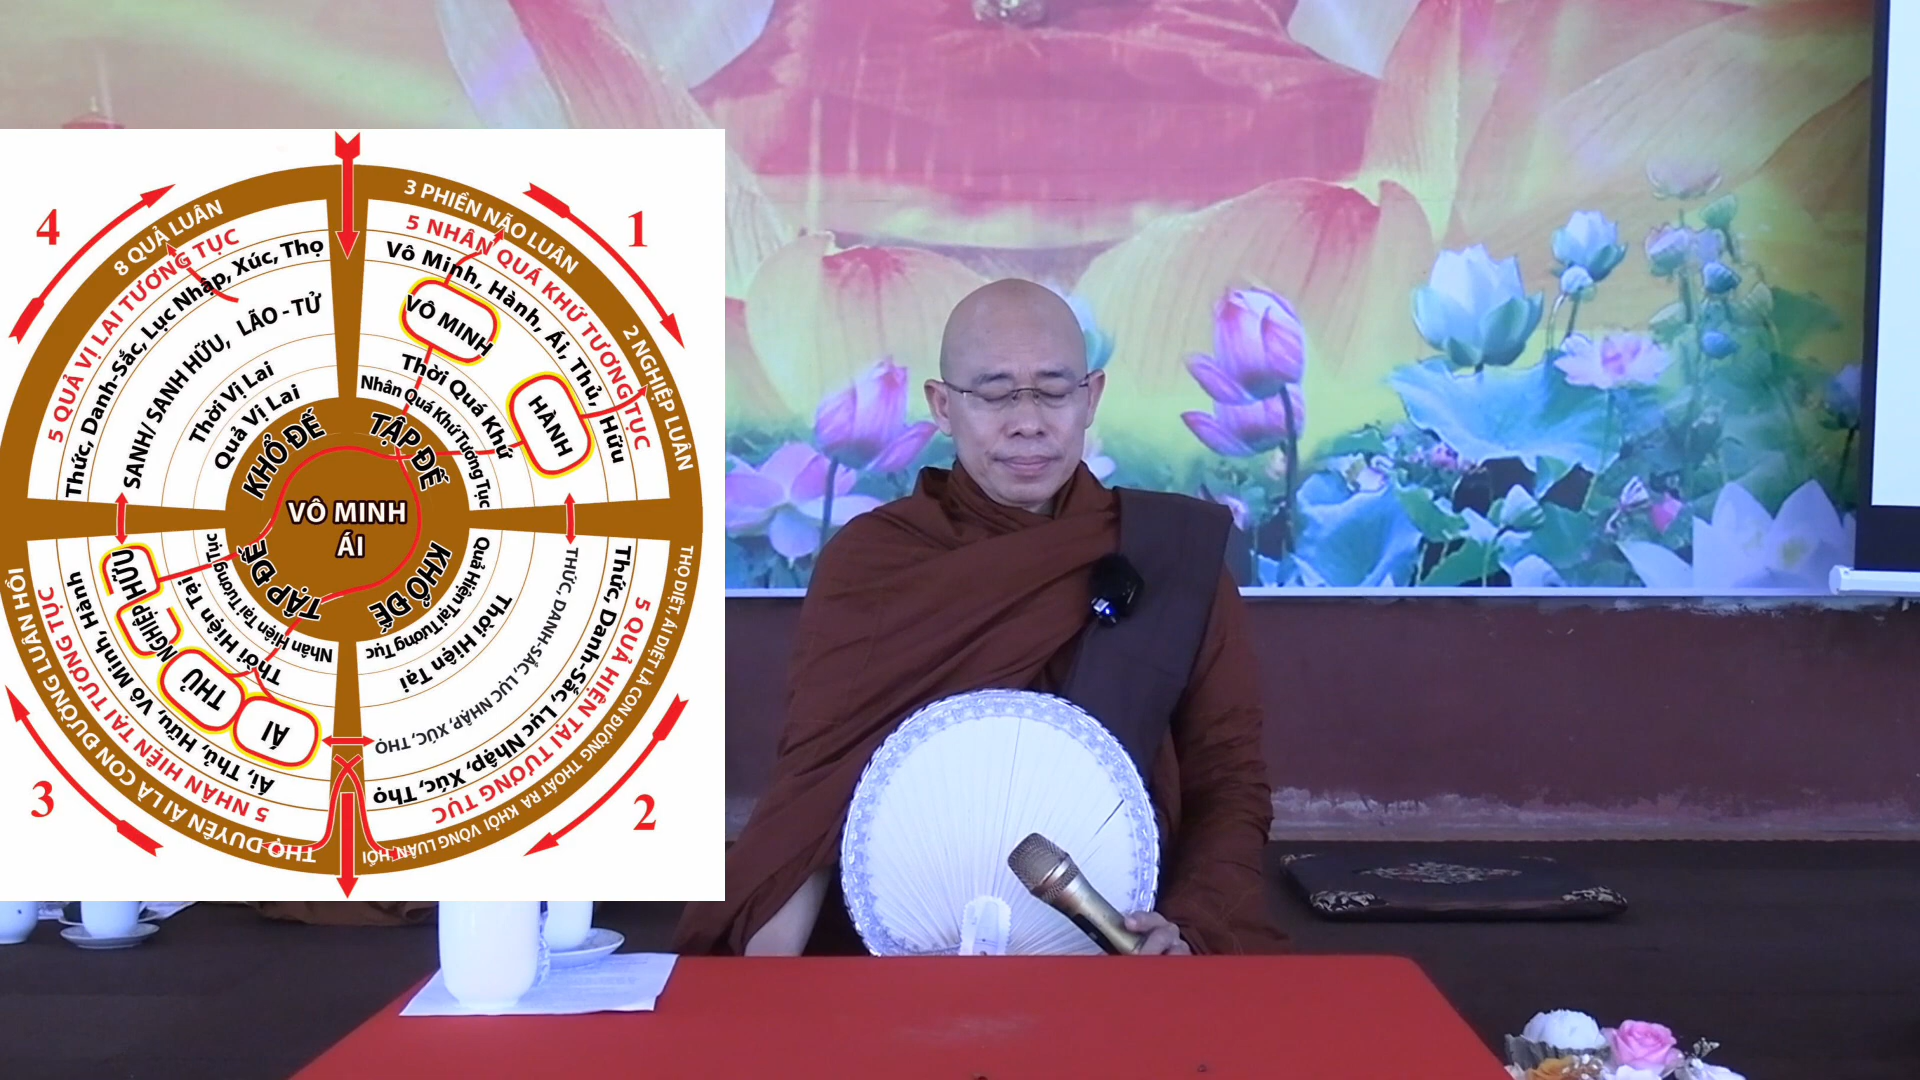 4
8 QUẢ LUÂN
5 QUẢ VỊ LAI TƯƠNG TỤC
Thức, Danh-Sắc, Lục Nhập, Xúc, Thọ
SANH/ SANH HỮU, LÃO - TỬ
Thời Vị Lai
Quả Vị Lai
KHỔ ĐẾ
1
3 PHIỀN NÃO LUÂN
2 NGHIỆP LUÂN
5 NHÂN QUÁ KHỨ TƯƠNG TỤC
Vô Minh, Hành, Ái, Thủ, Hữu
VÔ MINH
HÀNH
Thời Quá Khứ
Nhân Quá Khứ Tương Tục
TẬP ĐẾ
VÔ MINH
ÁI
2
THỌ DIỆT, ÁI DIỆT LÀ CON ĐƯỜNG THOÁT RA KHỎI VÒNG LUÂN HỒI
5 QUẢ HIỆN TẠI TƯƠNG TỤC
Thức, Danh-Sắc, Lục Nhập, Xúc, Thọ
THỨC, DANH-SẮC, LỤC NHẬP, XÚC, THỌ
Thời Hiện Tại
Quả Hiện Tại Tương Tục
KHỔ ĐẾ
3
THỌ DUYÊN ÁI LÀ CON ĐƯỜNG LUÂN HỒI
5 NHÂN HIỆN TẠI TƯƠNG TỤC
Ái, Thủ, Hữu, Vô Minh, Hành
ÁI
THỦ
NGHIỆP HỮU
Thời Hiện Tại
Nhân Hiện Tại Tương Tục
TẬP ĐẾ